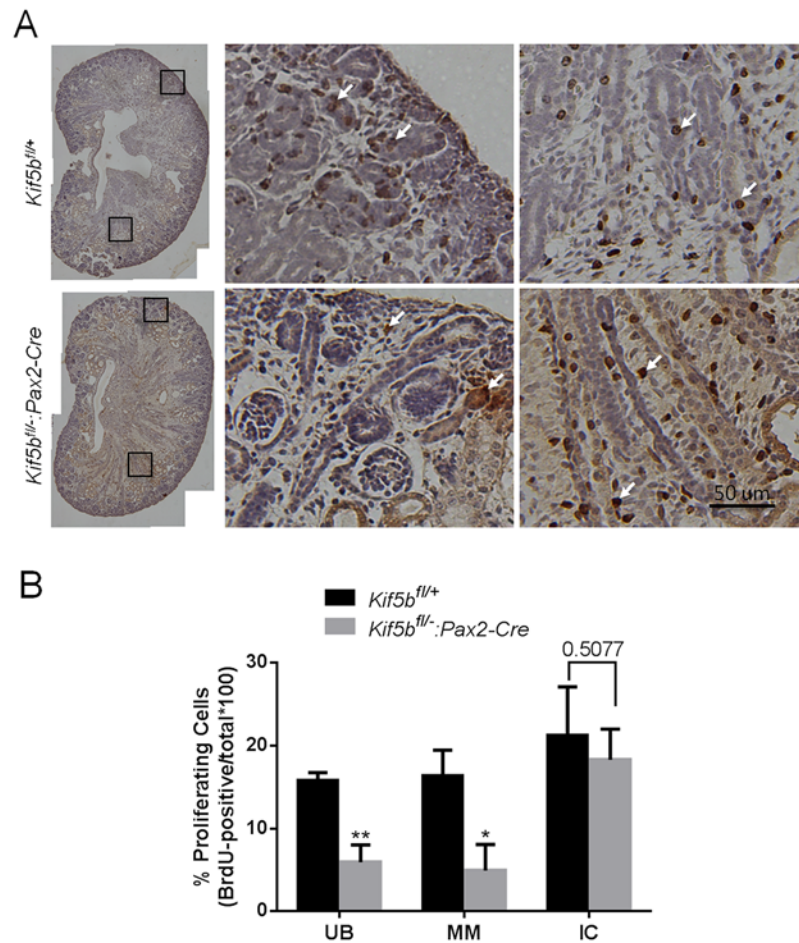 A
Kif5b^fl/+
Kif5b^fl/-:Pax2-Cre
50 um
B
Kif5b^fl/+
Kif5b^fl/-:Pax2-Cre
0.5077
% Proliferating Cells
(BrdU-positive/total*100)
30
20
10
0
**
*
UB MM IC